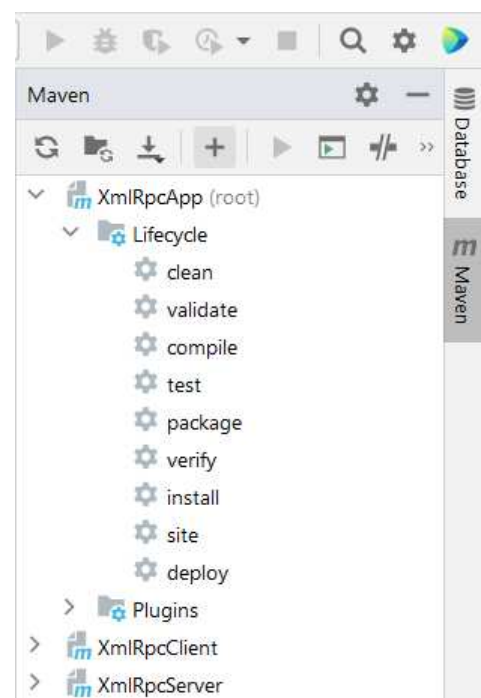 Maven
XmlRpcApp (root)
Lifecycle
clean
validate
compile
test
package
verify
install
site
deploy
Plugins
XmlRpcClient
XmlRpcServer
Database
m Maven